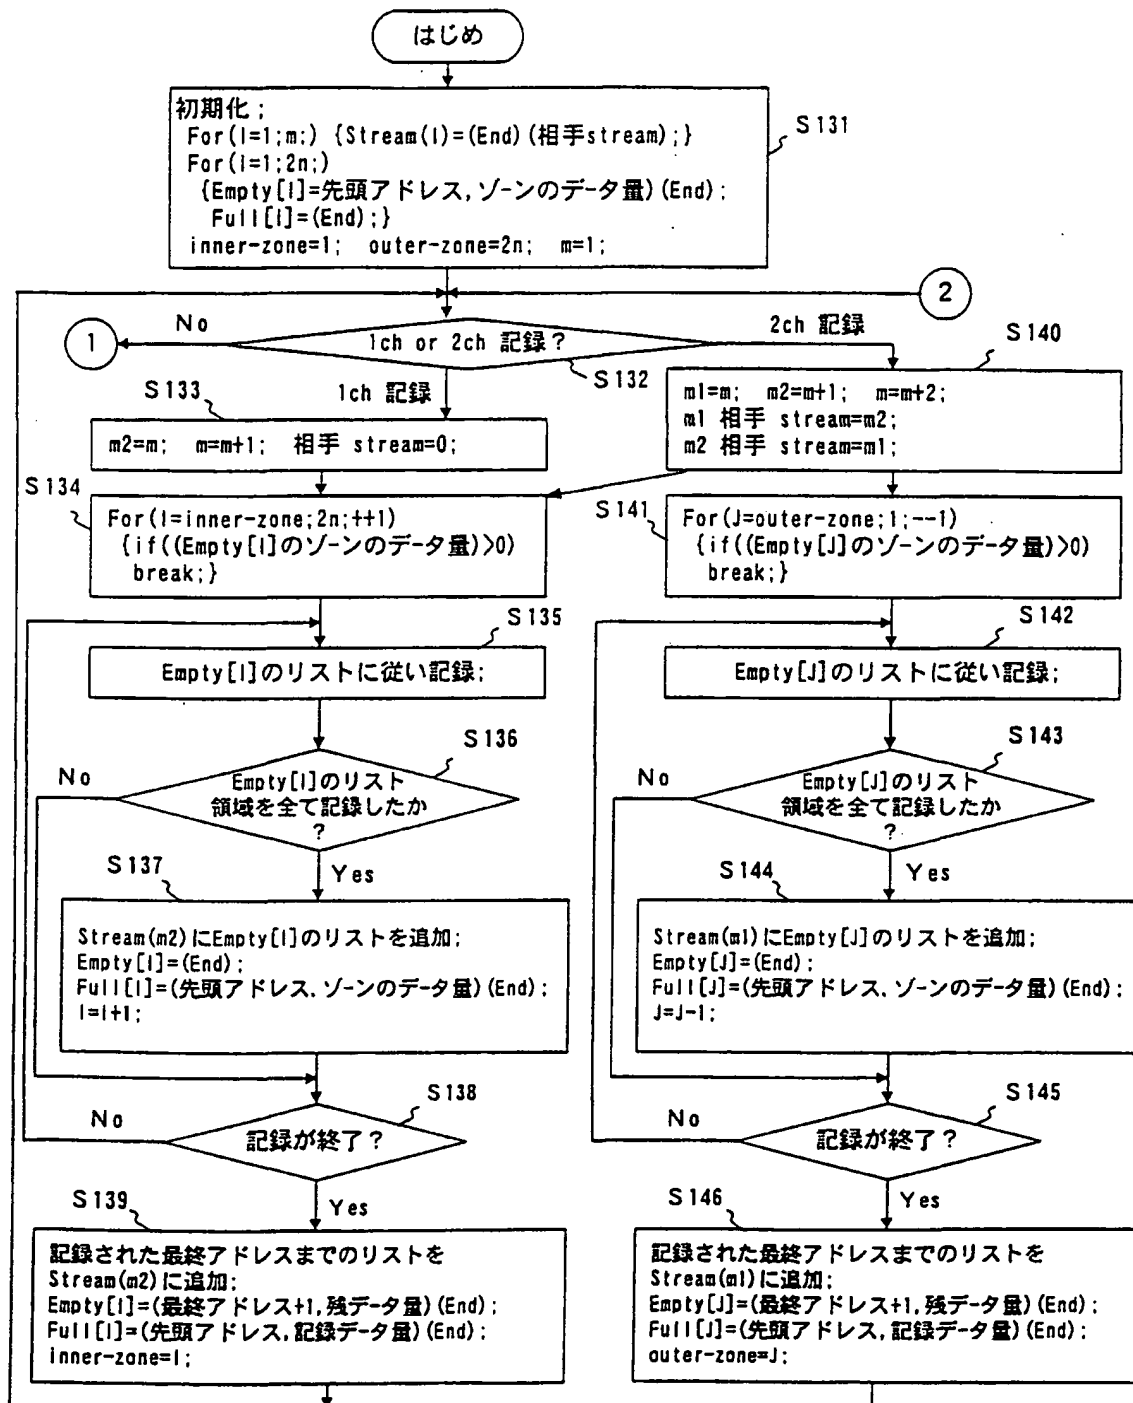 はじめ
初期化;
For(I=1;m;) {Stream(I)=(End)(相手stream);}
For(I=1;2n;)
{Empty[I]=先頭アドレス,ゾーンのデータ量)(End);
Full[I]=(End);}
inner-zone=1; outer-zone=2n; m=1;
S131
2
No
1
1ch or 2ch 記録?
S132
2ch 記録
S140
1ch 記録
S133
m2=m; m=m+1; 相手 stream=0;
m1=m; m2=m+1; m=m+2;
m1 相手 stream=m2;
m2 相手 stream=m1;
S134
For(I=inner-zone;2n;++1)
{if((Empty[I]のゾーンのデータ量)>0)
break;}
S141
For(J=outer-zone;1;--1)
{if((Empty[J]のゾーンのデータ量)>0)
break;}
S135
Empty[I]のリストに従い記録;
S142
Empty[J]のリストに従い記録;
S136
No
Empty[I]のリスト
領域を全て記録したか
?
Yes
S143
No
Empty[J]のリスト
領域を全て記録したか
?
Yes
S137
Stream(m2)にEmpty[I]のリストを追加;
Empty[I]=(End);
Full[I]=(先頭アドレス,ゾーンのデータ量)(End);
I=I+1;
S144
Stream(m1)にEmpty[J]のリストを追加;
Empty[J]=(End);
Full[J]=(先頭アドレス,ゾーンのデータ量)(End);
J=J-1;
S138
No
記録が終了?
Yes
S145
No
記録が終了?
Yes
S139
記録された最終アドレスまでのリストを
Stream(m2)に追加;
Empty[I]=(最終アドレス+1,残データ量)(End);
Full[I]=(先頭アドレス,記録データ量)(End);
inner-zone=I;
S146
記録された最終アドレスまでのリストを
Stream(m1)に追加;
Empty[J]=(最終アドレス+1,残データ量)(End);
Full[J]=(先頭アドレス,記録データ量)(End);
outer-zone=J;